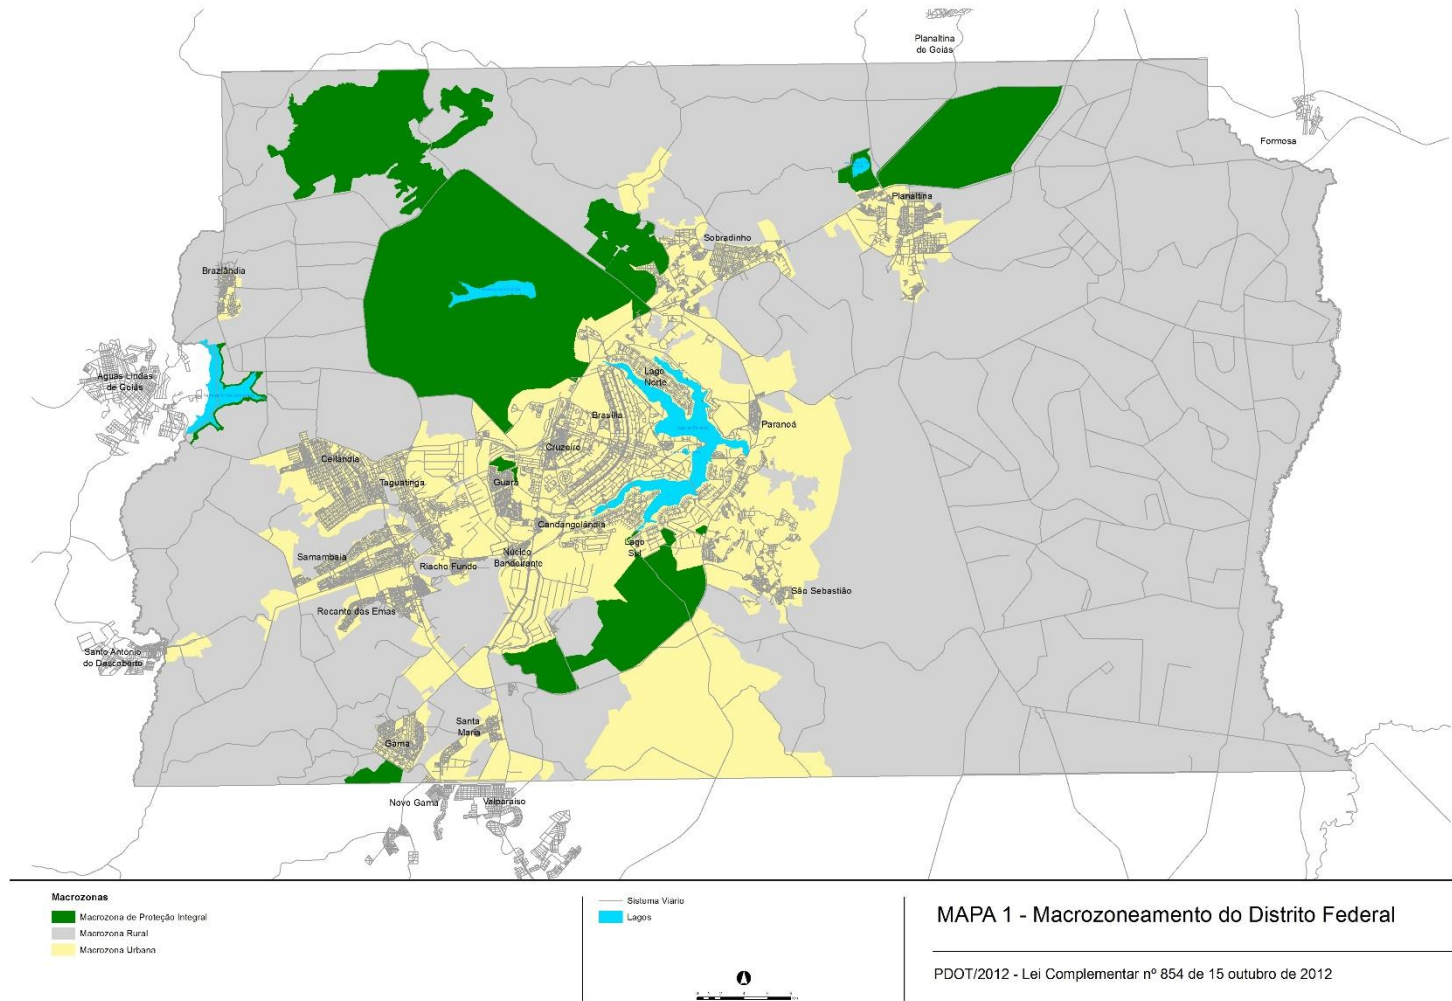 Planaltina
de Goiás
Formosa
Planaltina
Sobradinho
Brazlândia
Águas Lindas
de Goiás
Lago
Norte
Brasília
Paranoá
Cruzeiro
Ceilândia
Taguatinga
Guará
Candangolândia
Lago
Sul
Núcleo
Bandeirante
Samambaia
Riacho Fundo
São Sebastião
Recanto das Emas
Santo Antônio
do Descoberto
Santa
Maria
Gama
Novo Gama
Valparaíso
Macrozonas
Macrozona de Proteção Integral
Macrozona Rural
Macrozona Urbana
Sistema Viário
Lagos
MAPA 1 - Macrozoneamento do Distrito Federal
PDOT/2012 - Lei Complementar nº 854 de 15 outubro de 2012